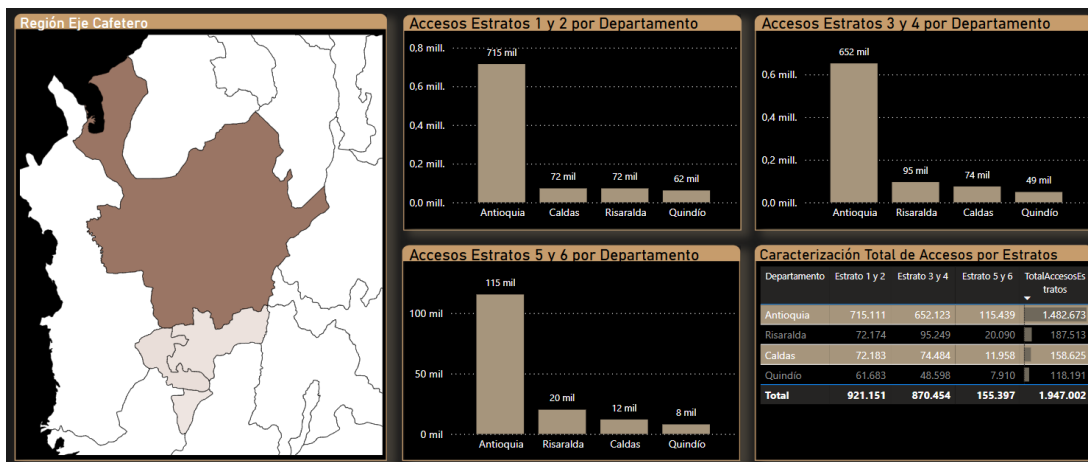 Región Eje Cafetero
Accesos Estratos 1 y 2 por Departamento
0,8 mill.
0,6 mill.
0,4 mill.
0,2 mill.
0,0 mill.
715 mil
72 mil
72 mil
62 mil
Antioquia Caldas Risaralda Quindío
Accesos Estratos 3 y 4 por Departamento
0,6 mill.
0,4 mill.
0,2 mill.
0,0 mill.
652 mil
95 mil
74 mil
49 mil
Antioquia Risaralda Caldas Quindío
Accesos Estratos 5 y 6 por Departamento
100 mil
50 mil
0 mil
115 mil
20 mil
12 mil
8 mil
Antioquia Risaralda Caldas Quindío
Caracterización Total de Accesos por Estratos
Departamento Estrato 1 y 2 Estrato 3 y 4 Estrato 5 y 6 TotalAccesosEs
tratos
Antioquia 715.111 652.123 115.439 1.482.673
Risaralda 72.174 95.249 20.090 187.513
Caldas 72.183 74.484 11.958 158.625
Quindío 61.683 48.598 7.910 118.191
Total 921.151 870.454 155.397 1.947.002